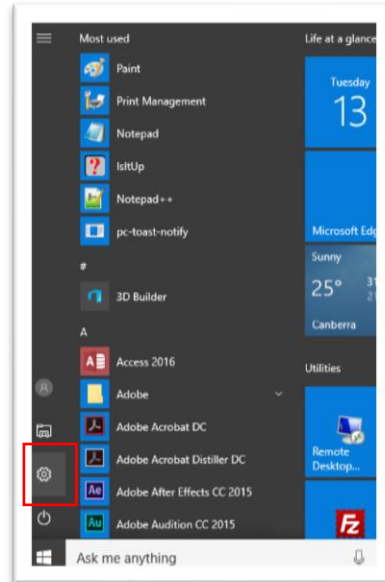 Most used
Paint
Print Management
Notepad
IsItUp
Notepad++
pc-toast-notify
#
3D Builder
A
Access 2016
Adobe
Adobe Acrobat DC
Adobe Acrobat Distiller DC
Adobe After Effects CC 2015
Adobe Audition CC 2015
Ask me anything
Life at a glance
Tuesday
13
Microsoft Edg
Sunny
25°
31
21
Canberra
Utilities
Remote
Desktop...